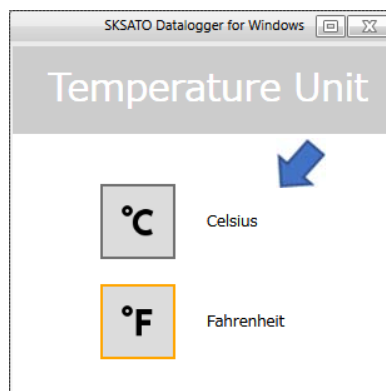 SKSATO Datalogger for Windows
Temperature Unit
°C Celsius
°F Fahrenheit